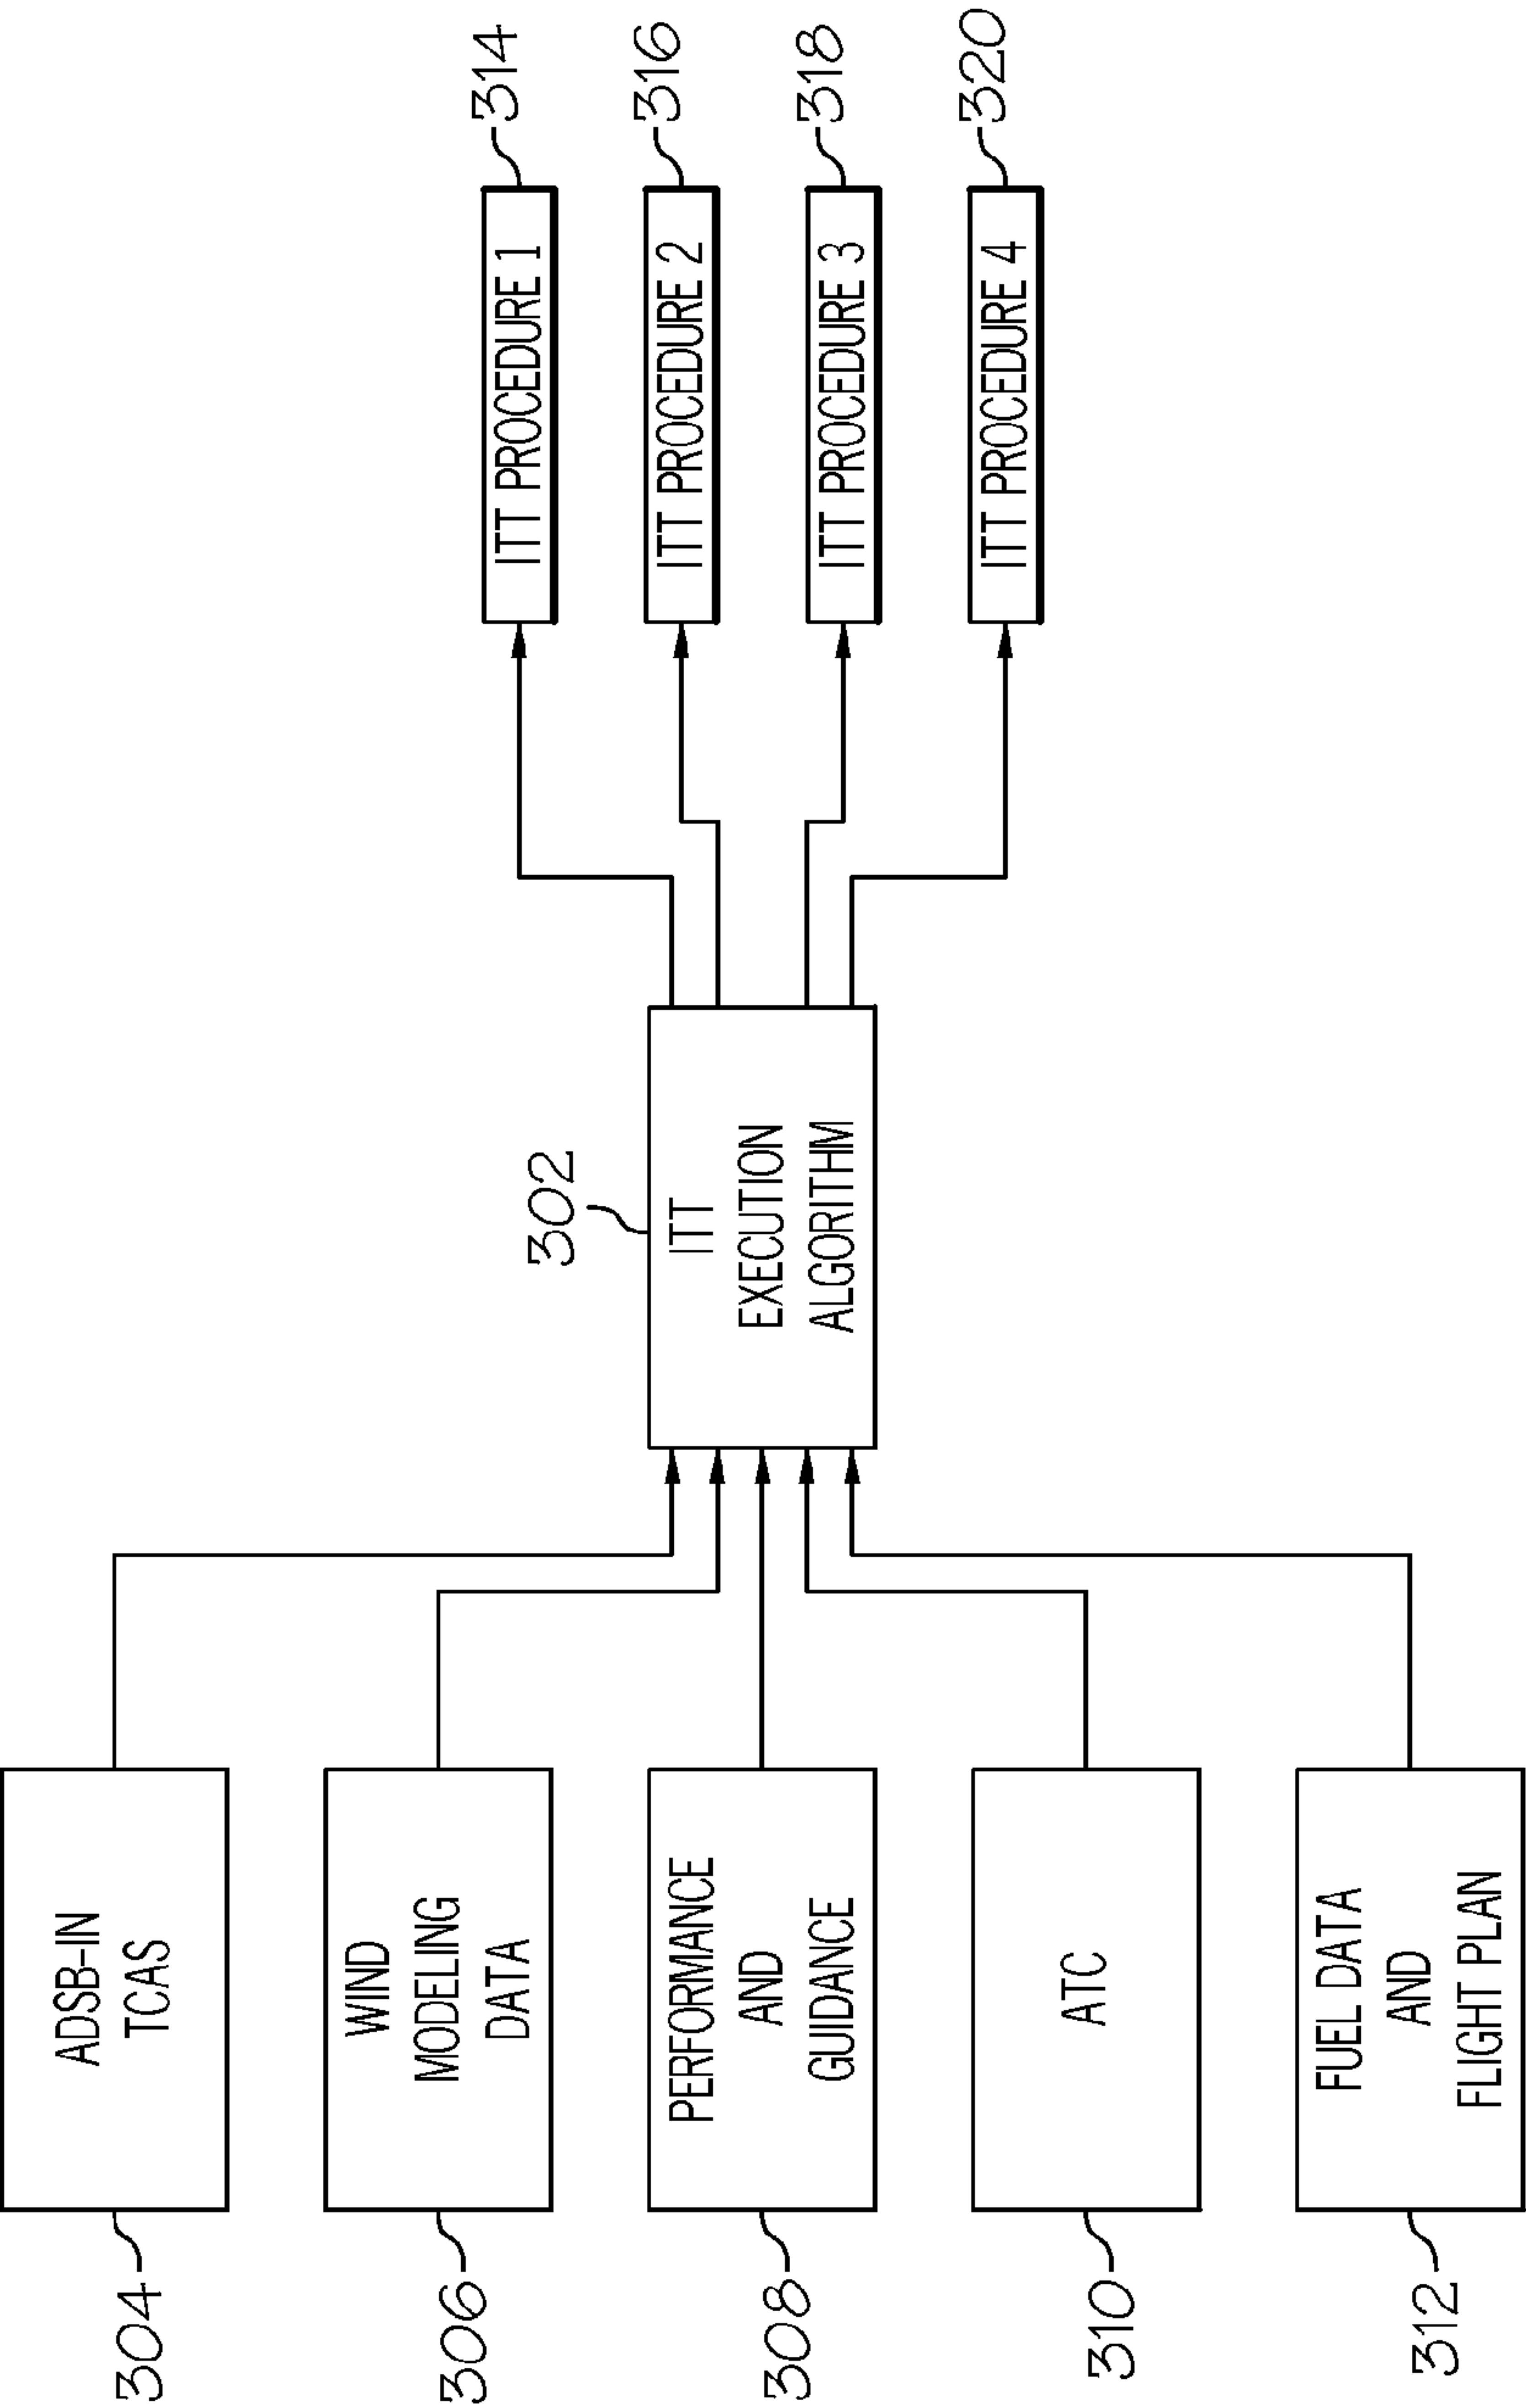 304
ADSB-IN
TCAS
306
WIND
MODELING
DATA
308
PERFORMANCE
AND
GUIDANCE
310
ATC
312
FUEL DATA
AND
FLIGHT PLAN
302
ITT
EXECUTION
ALGORITHM
ITT PROCEDURE 1
314
ITT PROCEDURE 2
316
ITT PROCEDURE 3
318
ITT PROCEDURE 4
320